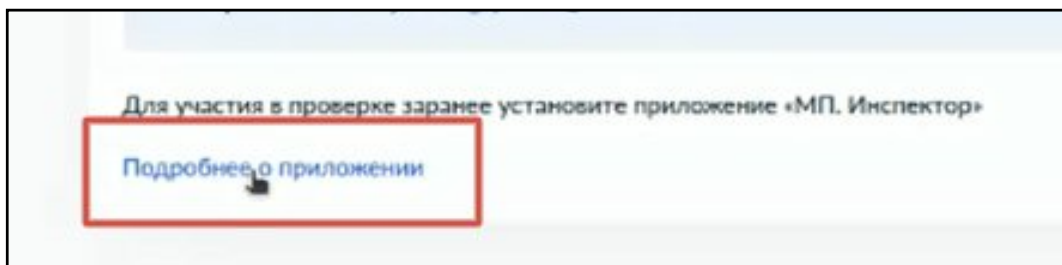 Для участия в проверке заранее установите приложение «МП. Инспектор»
Подробнее о приложении